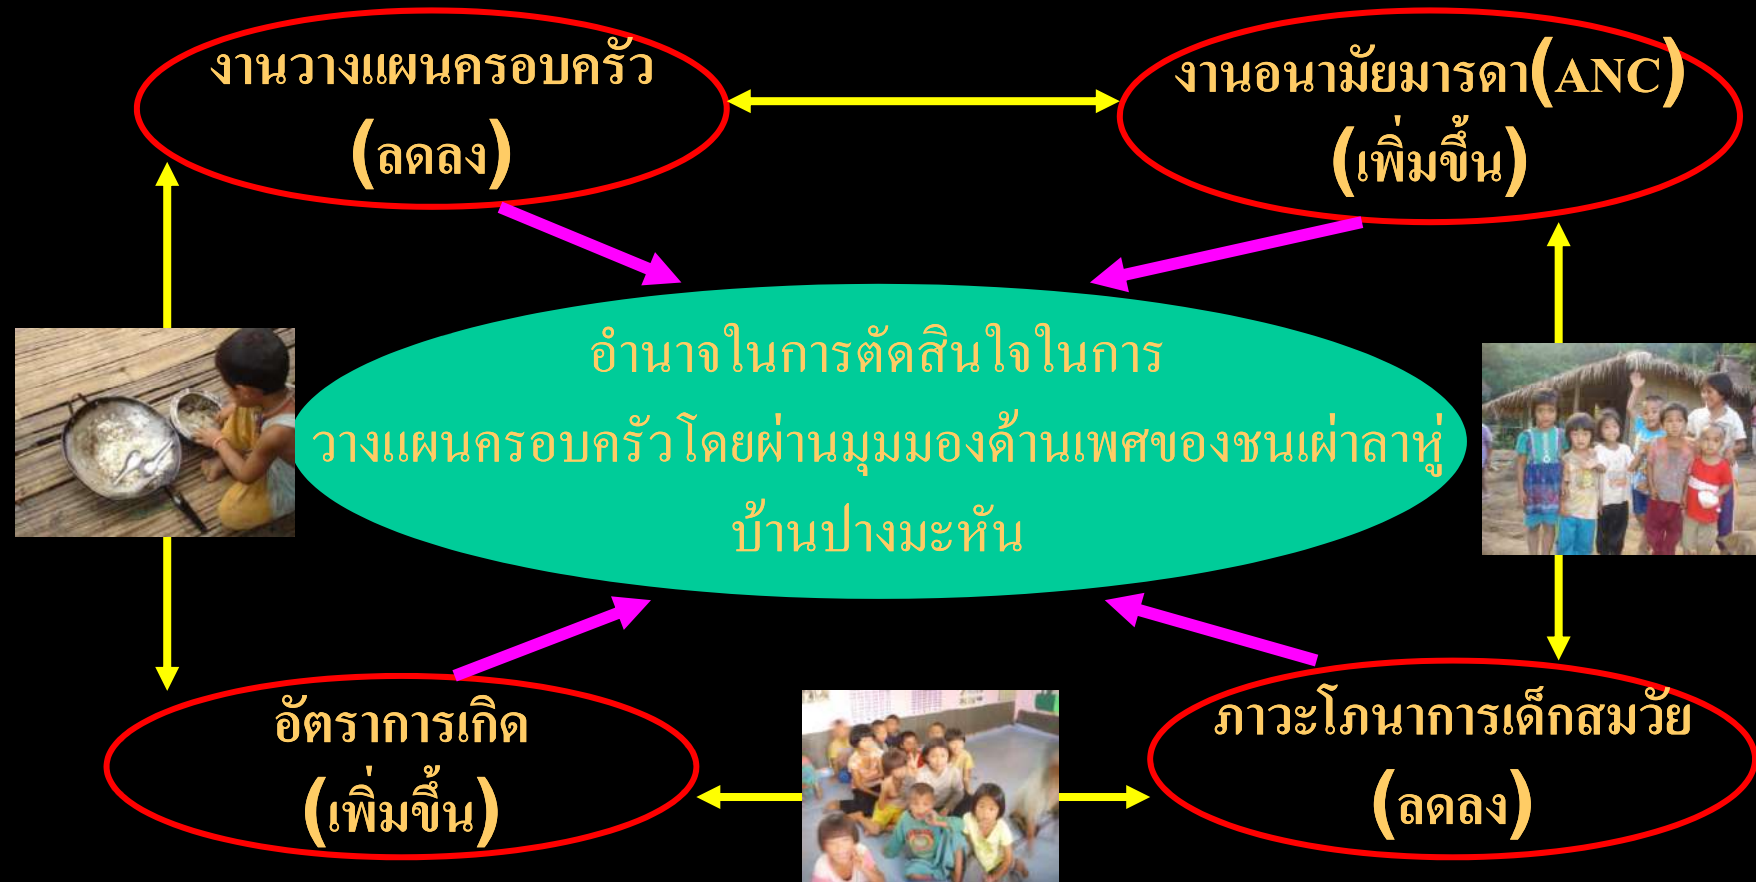 งานวางแผนครอบครัว
(ลดลง)
งานอนามัยมารดา(ANC)
(เพิ่มขึ้น)
อำนาจในการตัดสินใจในการ
วางแผนครอบครัวโดยผ่านมุมมองด้านเพศของชนเผ่าลาหู่
บ้านปางมะหัน
อัตราการเกิด
(เพิ่มขึ้น)
ภาวะโภนาการเด็กสมวัย
(ลดลง)